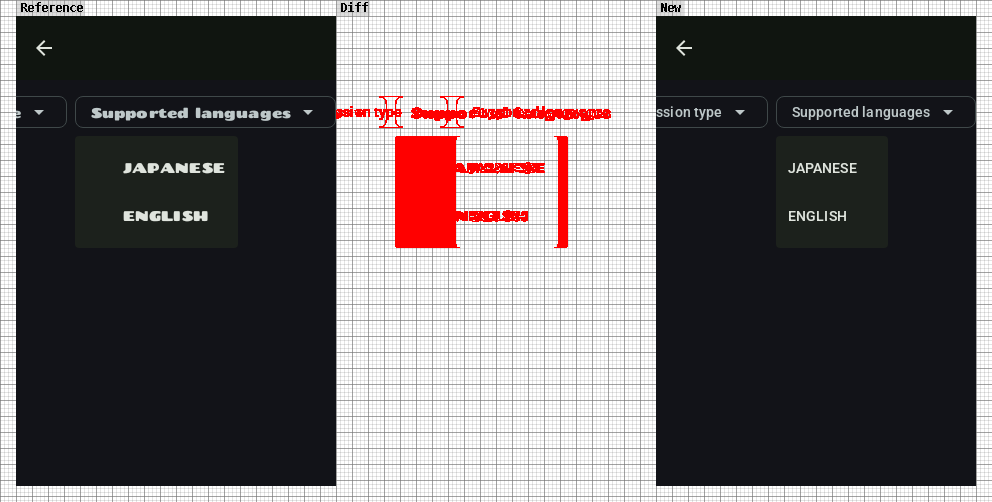 Reference Diff New
e Supported languages
ssion type Supported languages
JAPANESE
ENGLISH
JAPANESE
ENGLISH